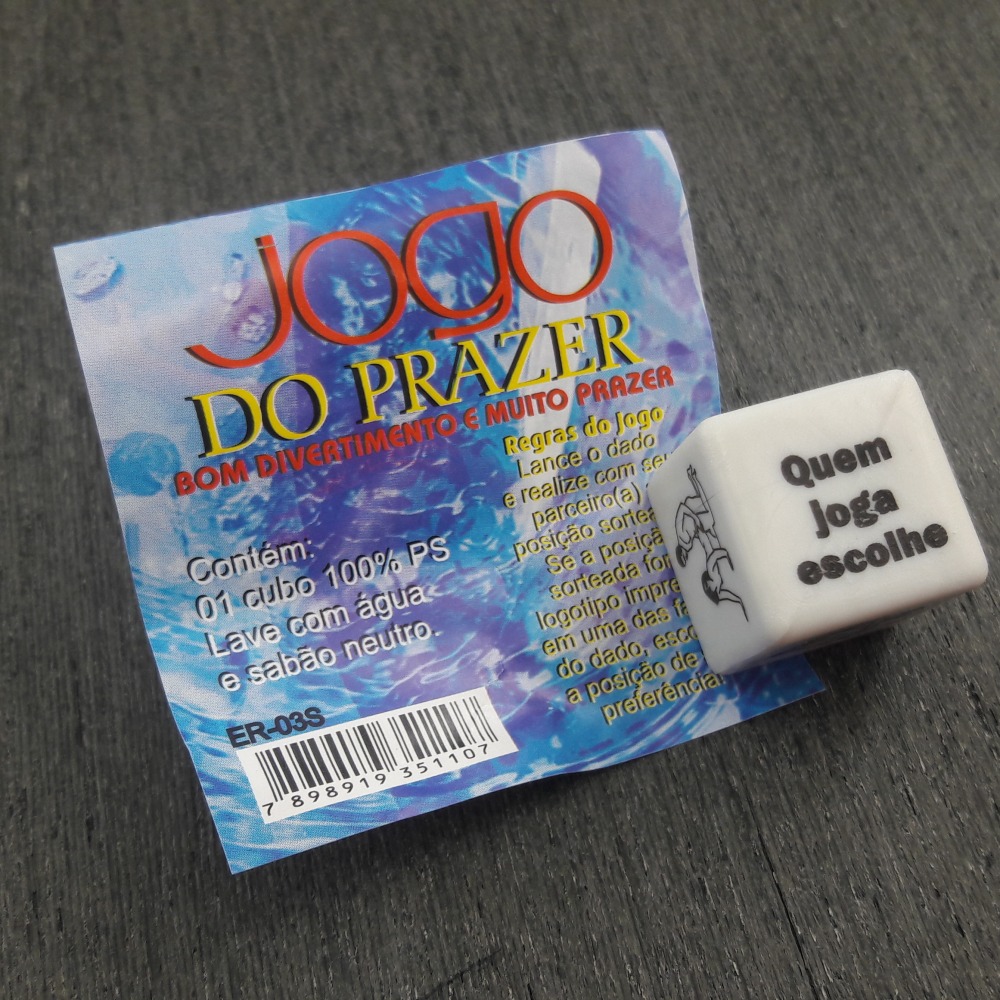 jogo
DO PRAZER
BOM DIVERTIMENTO E MUITO PRAZER
Regras do Jogo
Lance o dado
e realize com seu
parceiro(a)
posição
Se a
sorteada for
logotipo
em uma das
do dado,
a posição de
preferência
Contém:
01 cubo 100% PS
Lave com água
e sabão neutro.
ER-03S
7 898919 351107
Quem
joga
escolhe